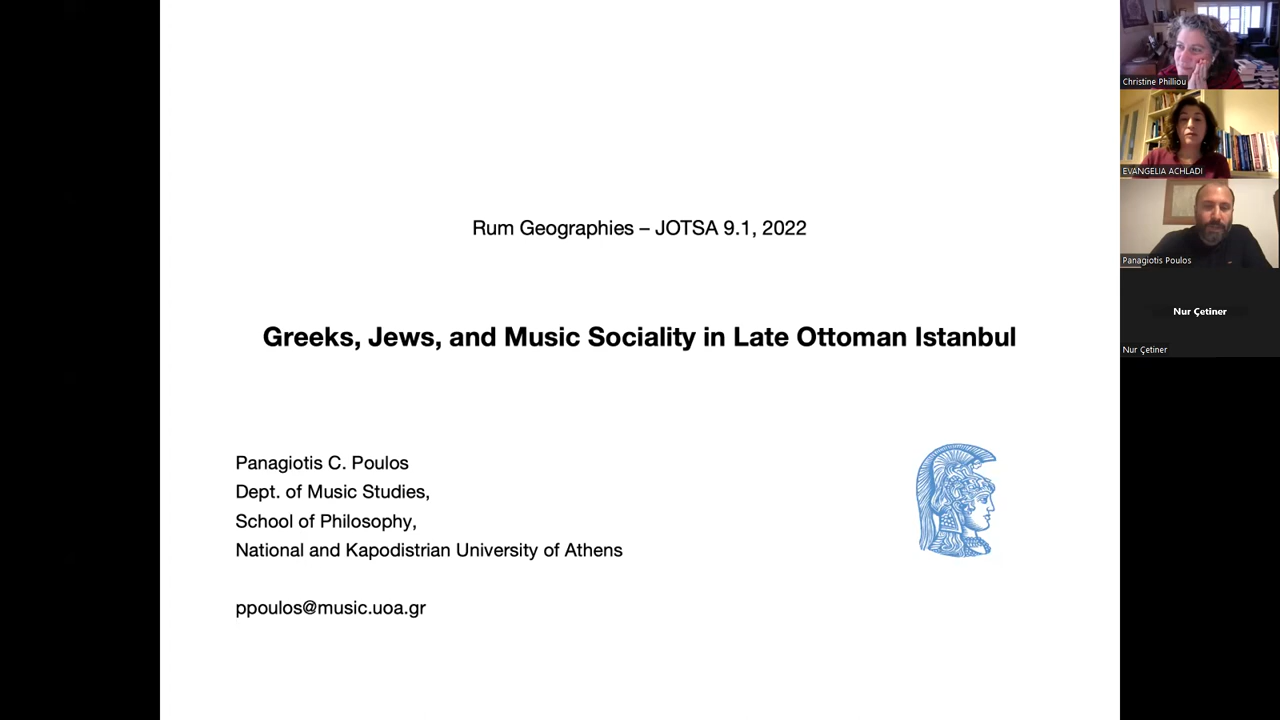 Rum Geographies – JOTSA 9.1, 2022
Greeks, Jews, and Music Sociality in Late Ottoman Istanbul
Panagiotis C. Poulos
Dept. of Music Studies,
School of Philosophy,
National and Kapodistrian University of Athens
ppoulos@music.uoa.gr
Christine Philliou
EVANGELIA ACHLADI
Panagiotis Poulos
Nur Çetiner
Nur Çetiner